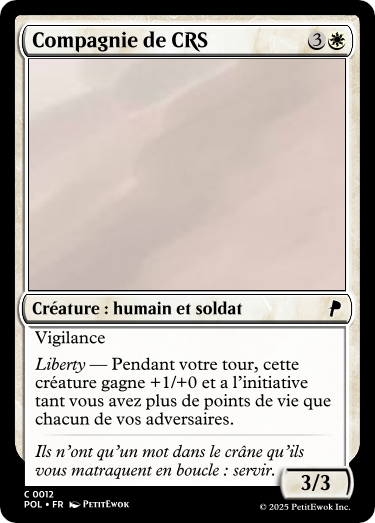 Compagnie de CRS
3
Créature : humain et soldat
Vigilance
Liberty — Pendant votre tour, cette
créature gagne +1/+0 et a l'initiative
tant vous avez plus de points de vie que
chacun de vos adversaires.
Ils n'ont qu'un mot dans le crâne qu'ils
vous matraquent en boucle : servir.
3/3
C 0012
POL • FR PetitEwok
© 2025 PetitEwok Inc.